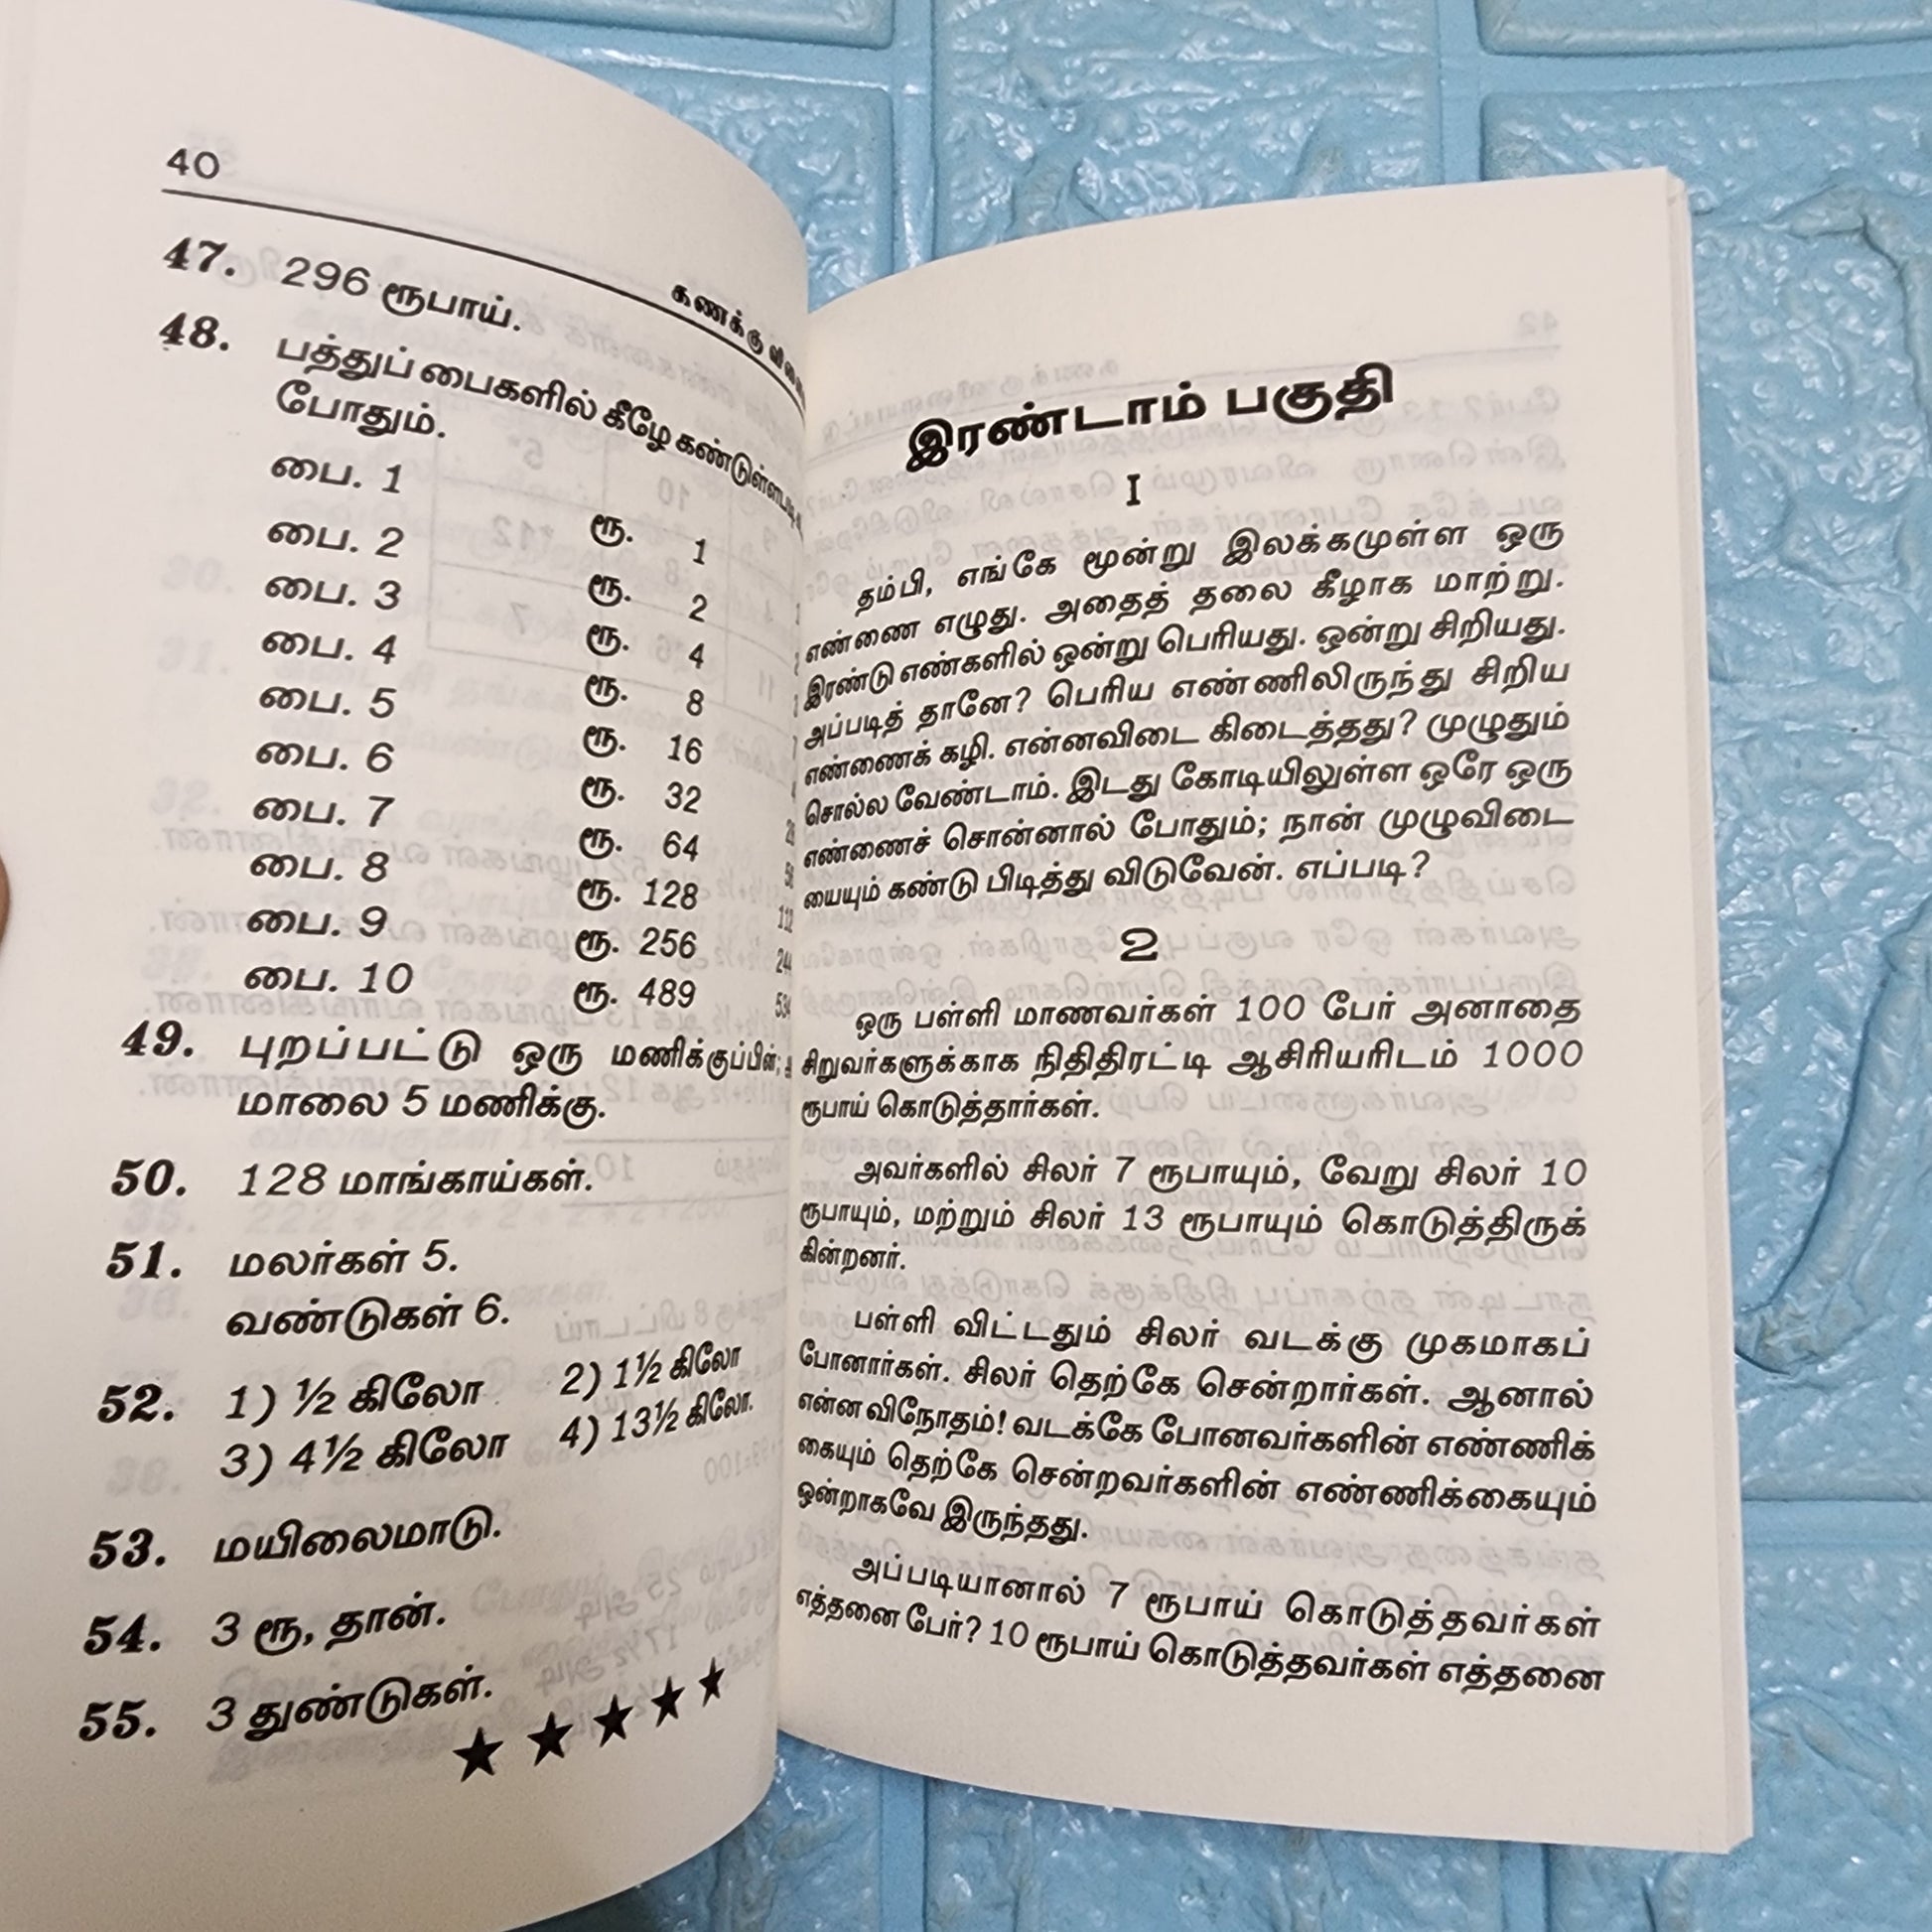 40
கணக்கு
47. 296 ரூபாய்.
48. பத்துப் பைகளில் கீழே கண்டுள்ளபடி
போதும்.
பை. 1 ரூ. 1
பை. 2 ரூ. 2
பை. 3 ரூ. 4
பை. 4 ரூ. 8
பை. 5 ரூ. 16
பை. 6 ரூ. 32
பை. 7 ரூ. 64
பை. 8 ரூ. 128
பை. 9 ரூ. 256
பை. 10 ரூ. 489
49. புறப்பட்டு ஒரு மணிக்குப்பின்;
மாலை 5 மணிக்கு.
50. 128 மாங்காய்கள்.
51. மலர்கள் 5.
வண்டுகள் 6.
52. 1) ½ கிலோ 2) 1½ கிலோ
3) 4½ கிலோ 4) 13½ கிலோ.
53. மயிலைமாடு.
54. 3 ரூ, தான்.
55. 3 துண்டுகள்.
★ ★ ★ ★ ★
இரண்டாம் பகுதி
I
தம்பி, எங்கே மூன்று இலக்கமுள்ள ஒரு
எண்ணை எழுது. அதைத் தலை கீழாக மாற்று.
இரண்டு எண்களில் ஒன்று பெரியது. ஒன்று சிறியது.
அப்படித் தானே? பெரிய எண்ணிலிருந்து சிறிய
எண்ணைக் கழி. என்னவிடை கிடைத்தது? முழுதும்
சொல்ல வேண்டாம். இடது கோடியிலுள்ள ஒரே ஒரு
எண்ணைச் சொன்னால் போதும்; நான் முழுவிடை
யையும் கண்டு பிடித்து விடுவேன். எப்படி?
2
ஒரு பள்ளி மாணவர்கள் 100 பேர் அனாதை
சிறுவர்களுக்காக நிதிதிரட்டி ஆசிரியரிடம் 1000
ரூபாய் கொடுத்தார்கள்.
அவர்களில் சிலர் 7 ரூபாயும், வேறு சிலர் 10
ரூபாயும், மற்றும் சிலர் 13 ரூபாயும் கொடுத்திருக்
கின்றனர்.
பள்ளி விட்டதும் சிலர் வடக்கு முகமாகப்
போனார்கள். சிலர் தெற்கே சென்றார்கள். ஆனால்
என்ன விநோதம்! வடக்கே போனவர்களின் எண்ணிக்
கையும் தெற்கே சென்றவர்களின் எண்ணிக்கையும்
ஒன்றாகவே இருந்தது.
அப்படியானால் 7 ரூபாய் கொடுத்தவர்கள்
எத்தனை பேர்? 10 ரூபாய் கொடுத்தவர்கள் எத்தனை